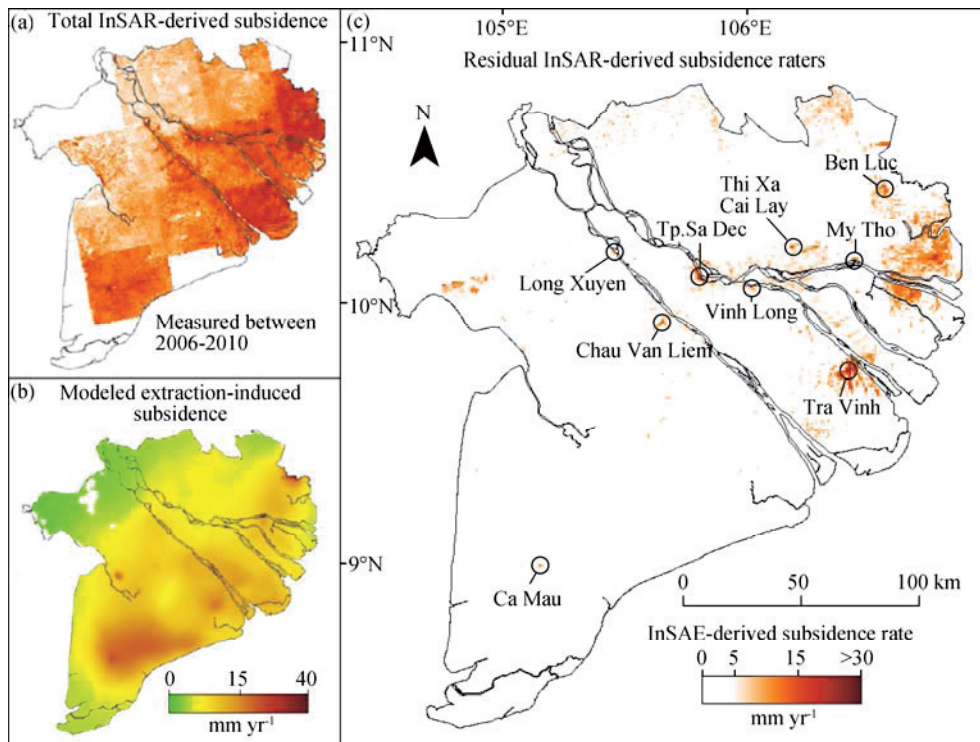 (a) Total InSAR-derived subsidence
Measured between
2006-2010
(b) Modeled extraction-induced
subsidence
0 15 40
mm yr⁻¹
(c) 105°N 106°N
11°N
10°N
9°N
Residual InSAR-derived subsidence raters
N
Ben Luc
Thi Xa
Cai Lay
My Tho
Tp.Sa Dec
Long Xuyen
Vinh Long
Chau Van Liem
Tra Vinh
Ca Mau
0 50 100 km
InSAE-derived subsidence rate
0 5 15 >30
mm yr⁻¹